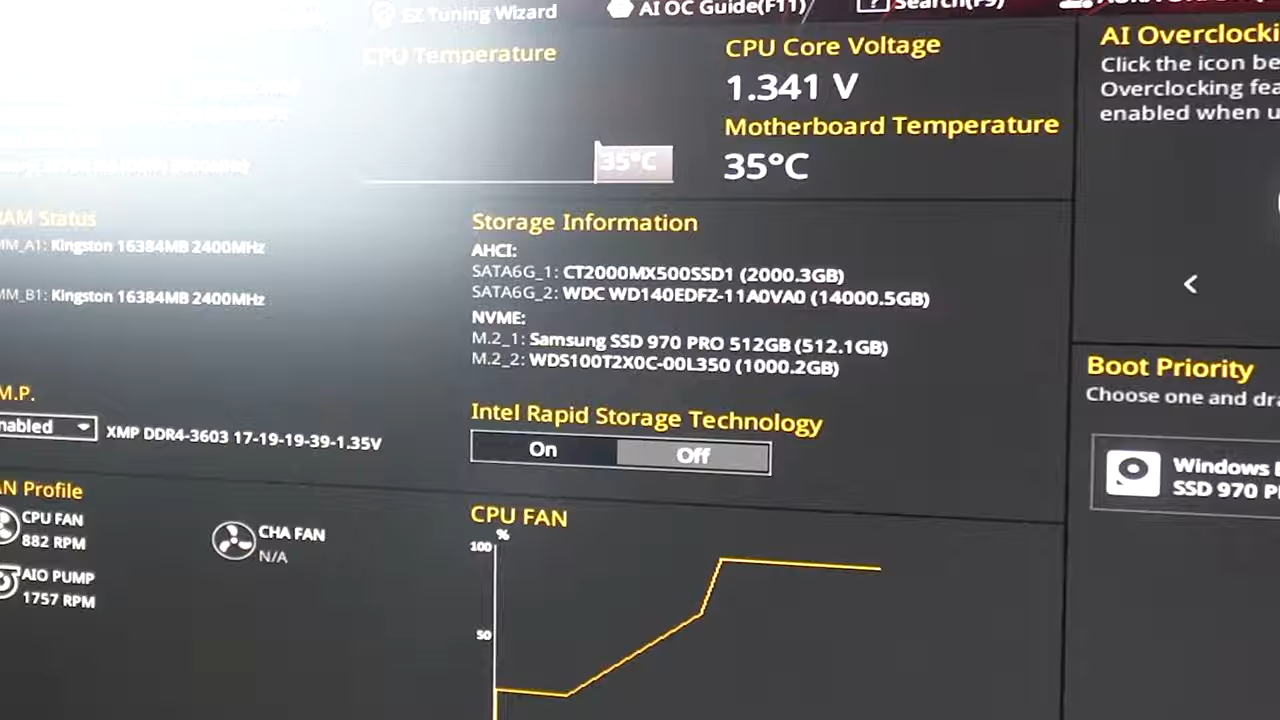 EZ Tuning Wizard
AI OC Guide(F11)
Search(F9)
CPU Temperature
35°C
CPU Core Voltage
1.341 V
Motherboard Temperature
35°C
AI Overclocki
Click the icon be
Overclocking fea
enabled when u
AM Status
MM_A1: Kingston 16384MB 2400MHz
MM_B1: Kingston 16384MB 2400MHz
Storage Information
AHCI:
SATA6G_1: CT2000MX500SSD1 (2000.3GB)
SATA6G_2: WDC WD140EDFZ-11A0VA0 (14000.5GB)
NVME:
M.2_1: Samsung SSD 970 PRO 512GB (512.1GB)
M.2_2: WDS100T2X0C-00L350 (1000.2GB)
M.P.
nabled
XMP DDR4-3603 17-19-19-39-1.35V
Intel Rapid Storage Technology
On Off
Boot Priority
Choose one and dra
Windows
SSD 970 P
AN Profile
CPU FAN
882 RPM
CHA FAN
N/A
AIO PUMP
1757 RPM
CPU FAN
%
100
50